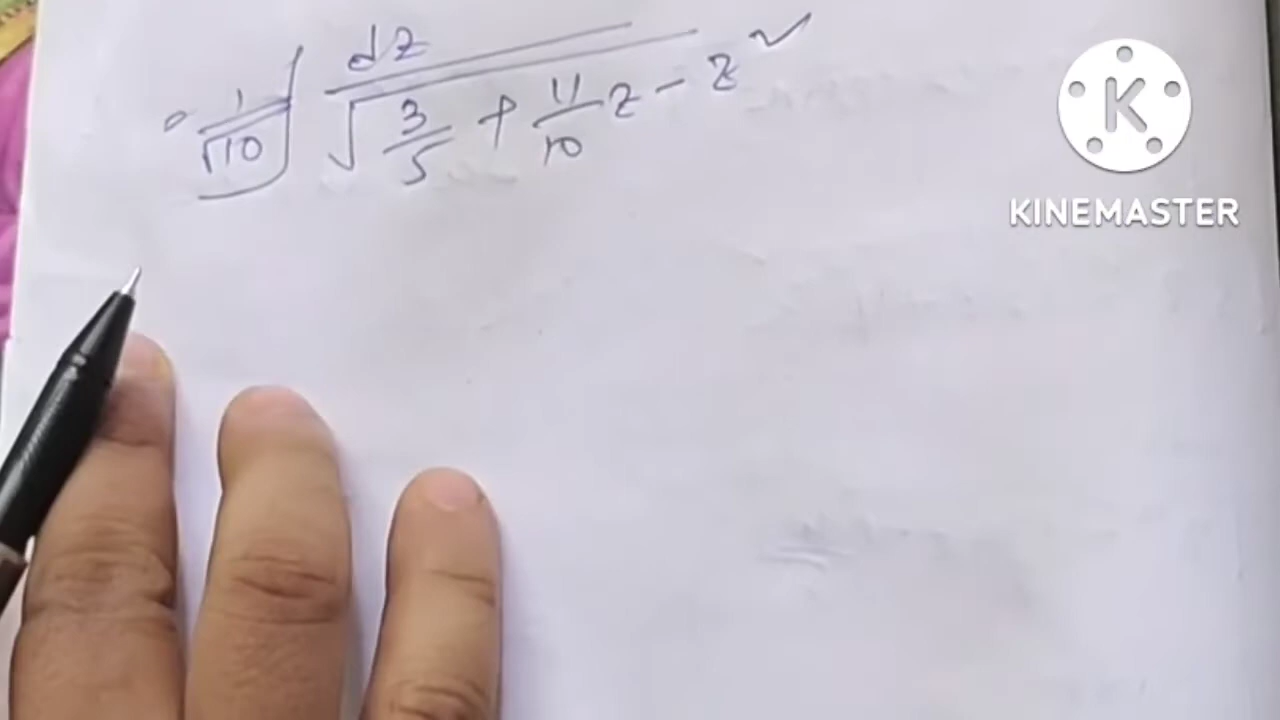 1/√10 ∫ dz / √(3/5 + 11/10 z - z²)
K
KINEMASTER